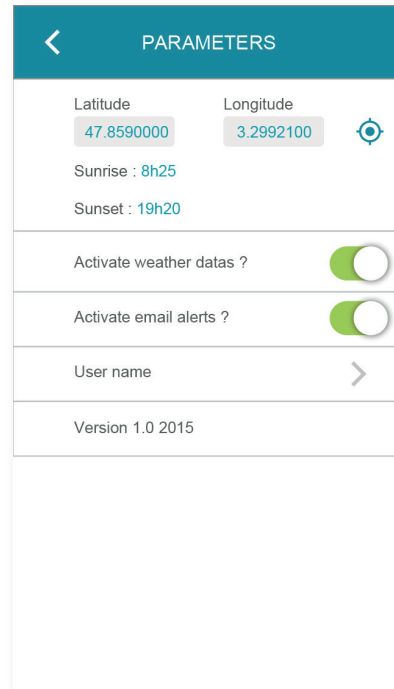 PARAMETERS
Latitude Longitude
47.8590000 3.2992100
Sunrise : 8h25
Sunset : 19h20
Activate weather datas ?
Activate email alerts ?
User name
Version 1.0 2015